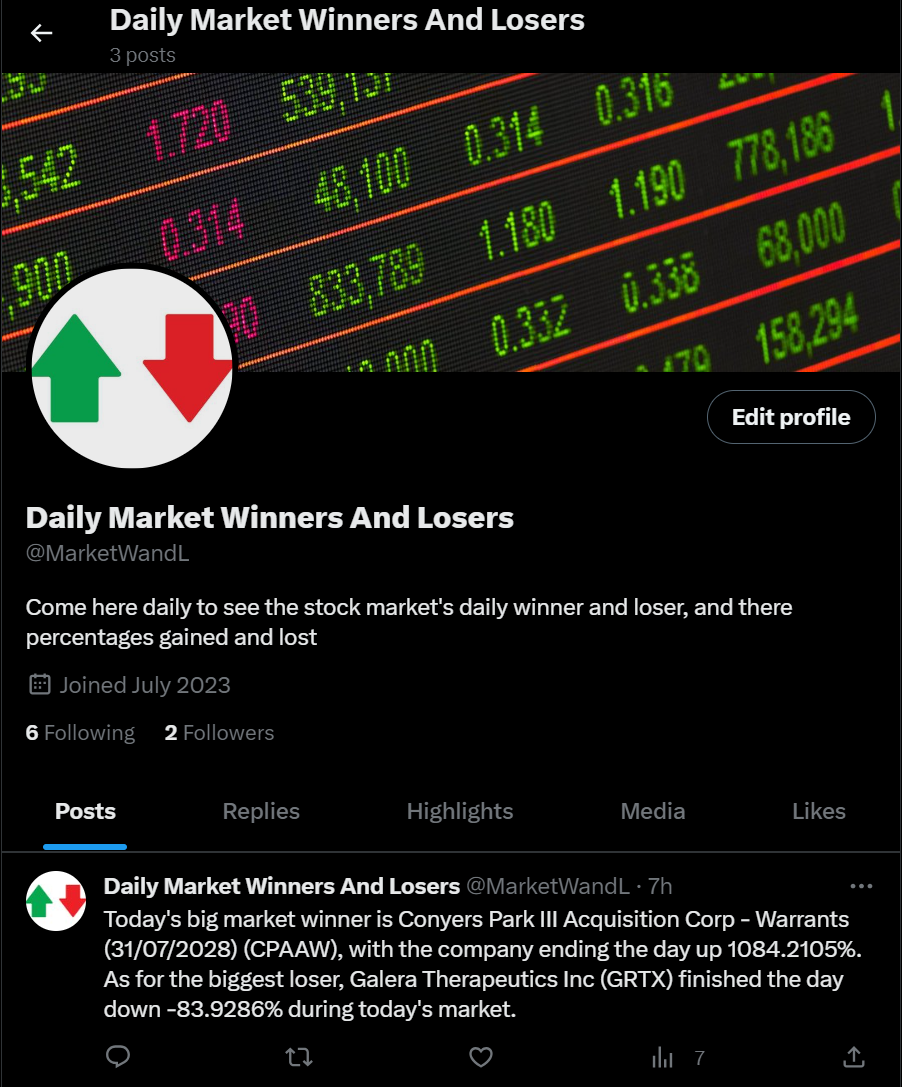 Daily Market Winners And Losers
3 posts
1.720
539,137
0.314
0.316
3,542
48,100
1.190
778,186
0.314
1.180
68,000
,900
833,789
0.338
0.332
158,294
Edit profile
Daily Market Winners And Losers
@MarketWandL
Come here daily to see the stock market's daily winner and loser, and there
percentages gained and lost
Joined July 2023
6 Following 2 Followers
Posts Replies Highlights Media Likes
Daily Market Winners And Losers @MarketWandL · 7h
Today's big market winner is Conyers Park III Acquisition Corp - Warrants
(31/07/2028) (CPAAW), with the company ending the day up 1084.2105%.
As for the biggest loser, Galera Therapeutics Inc (GRTX) finished the day
down -83.9286% during today's market.
7